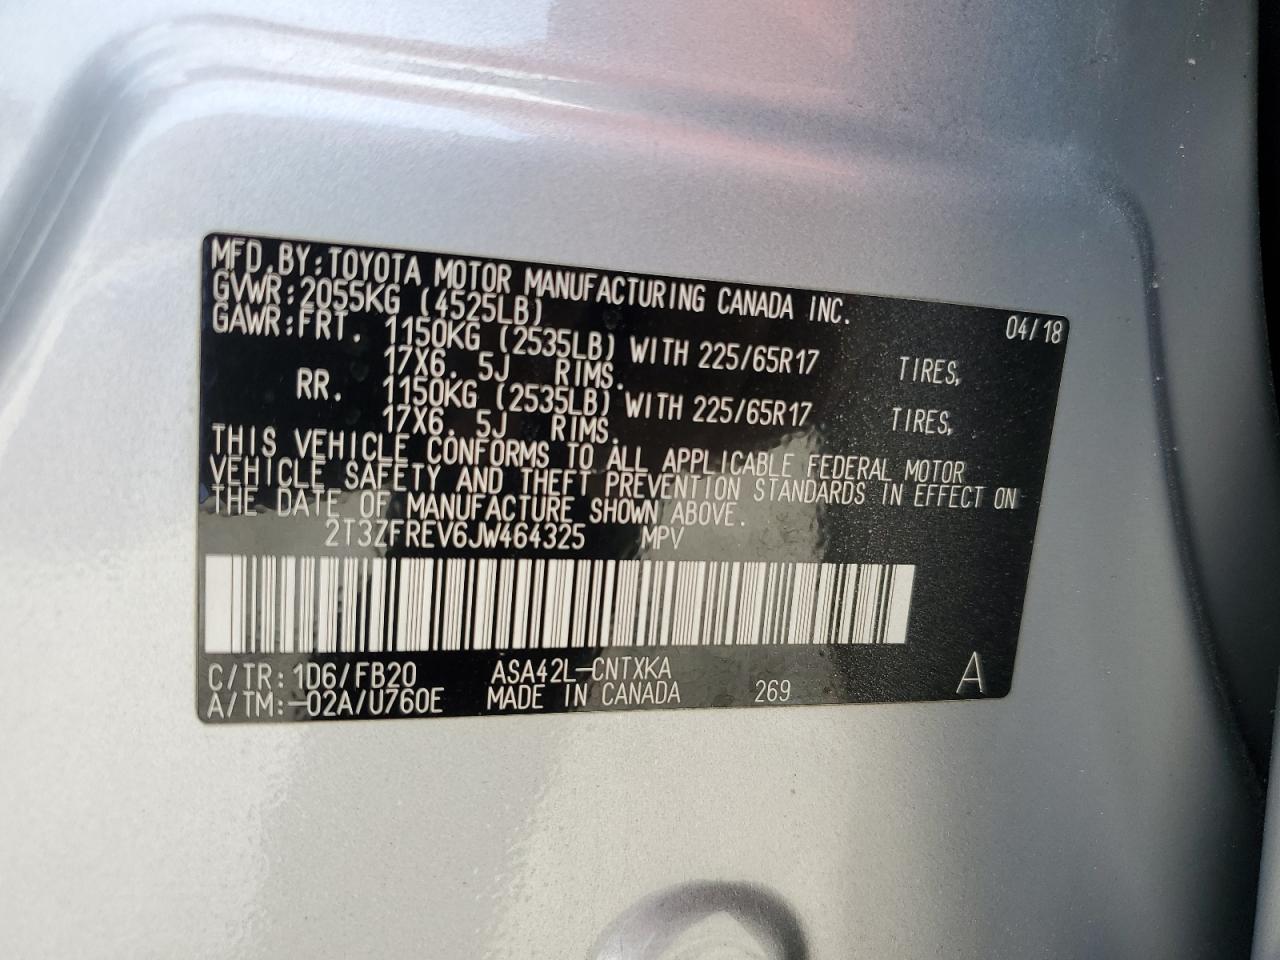 MFD.BY:TOYOTA MOTOR MANUFACTURING CANADA INC. 04/18
GVWR:2055KG (4525LB)
GAWR:FRT. 1150KG (2535LB) WITH 225/65R17 TIRES,
17X6. 5J RIMS.
RR. 1150KG (2535LB) WITH 225/65R17 TIRES,
17X6. 5J RIMS.
THIS VEHICLE CONFORMS TO ALL APPLICABLE FEDERAL MOTOR
VEHICLE SAFETY AND THEFT PREVENTION STANDARDS IN EFFECT ON
THE DATE OF MANUFACTURE SHOWN ABOVE.
2T3ZFREV6JW464325 MPV
C/TR:1D6/FB20 ASA42L-CNTXKA
A/TM:-02A/U760E MADE IN CANADA 269 A